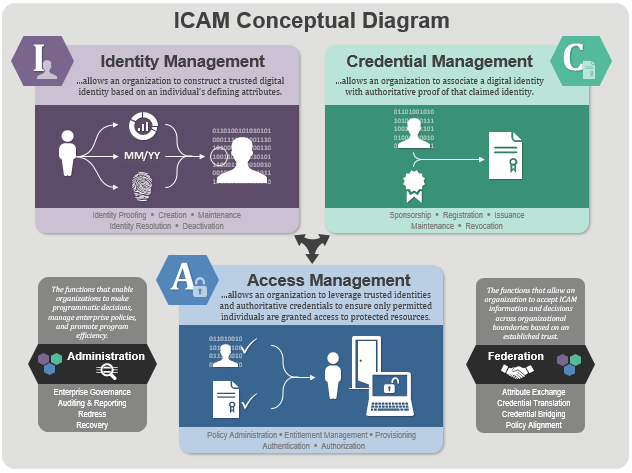 ICAM Conceptual Diagram
I
Identity Management
...allows an organization to construct a trusted digital
identity based on an individual's defining attributes.
MM/YY
Identity Proofing • Creation • Maintenance
Identity Resolution • Deactivation
C
Credential Management
...allows an organization to associate a digital identity
with authoritative proof of that claimed identity.
01101001010
Sponsorship • Registration • Issuance
Maintenance • Revocation
A
Access Management
...allows an organization to leverage trusted identities
and authoritative credentials to ensure only permitted
individuals are granted access to protected resources.
011010010
Policy Administration • Entitlement Management • Provisioning
Authentication • Authorization
The functions that enable
organizations to make
programmatic decisions,
manage enterprise policies,
and promote program
efficiency.
Administration
Enterprise Governance
Auditing & Reporting
Redress
Recovery
The functions that allow an
organization to accept ICAM
information and decisions
across organizational
boundaries based on an
established trust.
Federation
Attribute Exchange
Credential Translation
Credential Bridging
Policy Alignment